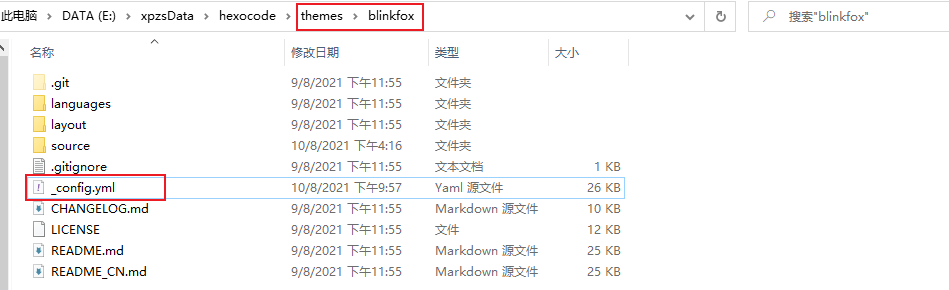 此电脑 > DATA (E:) > xpzsData > hexocode > themes > blinkfox 搜索"blinkfox"
名称 修改日期 类型 大小
.git 9/8/2021 下午11:55 文件夹
languages 9/8/2021 下午11:55 文件夹
layout 9/8/2021 下午11:55 文件夹
source 10/8/2021 下午4:16 文件夹
.gitignore 9/8/2021 下午11:55 文本文档 1 KB
_config.yml 10/8/2021 下午9:57 Yaml 源文件 26 KB
CHANGELOG.md 9/8/2021 下午11:55 Markdown 源文件 10 KB
LICENSE 9/8/2021 下午11:55 文件 12 KB
README.md 9/8/2021 下午11:55 Markdown 源文件 25 KB
README_CN.md 9/8/2021 下午11:55 Markdown 源文件 25 KB